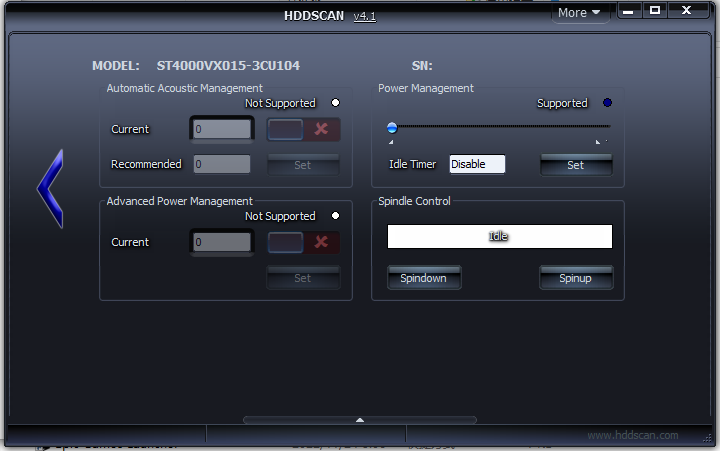 HDDSCAN v4.1
More
MODEL: ST4000VX015-3CU104 SN:
Automatic Acoustic Management
Not Supported
Current 0
Recommended 0 Set
Power Management
Supported
Idle Timer Disable Set
Advanced Power Management
Not Supported
Current 0
Set
Spindle Control
Idle
Spindown Spinup
www.hddscan.com